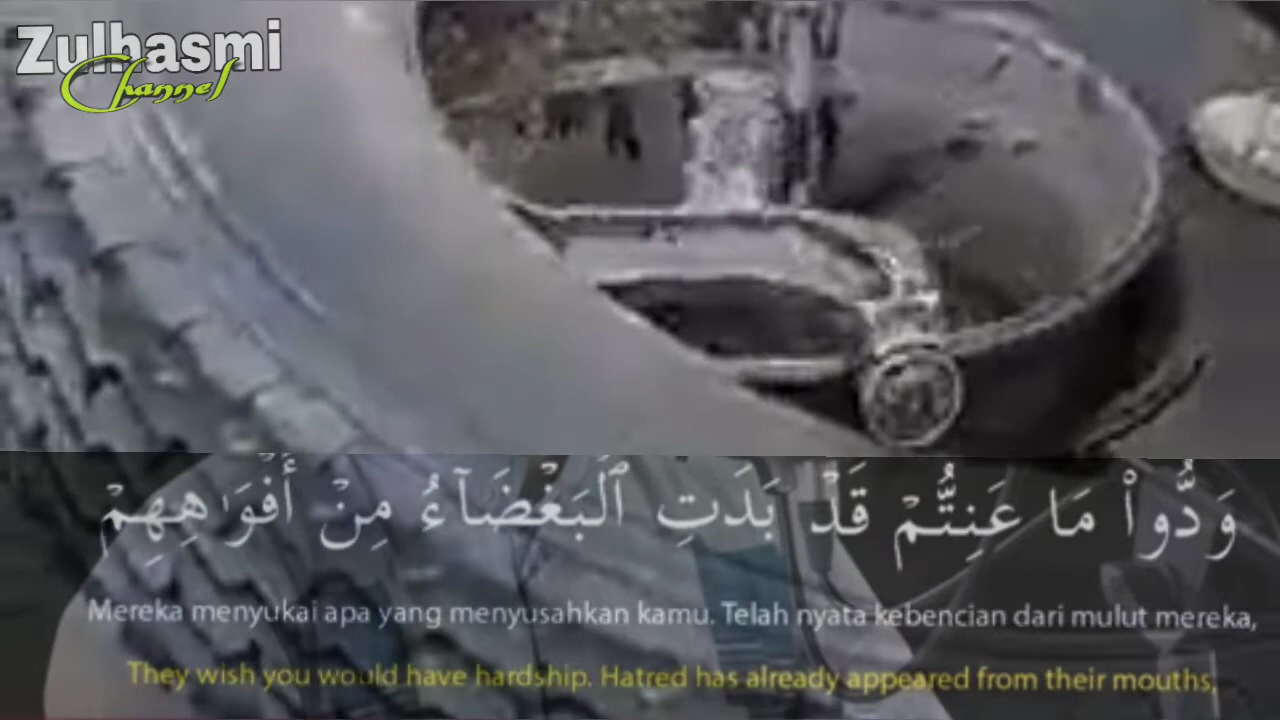 Zulhasmi
Channel
وَدُّوا۟ مَا عَنِتُّمْ قَدْ بَدَتِ ٱلْبَغْضَآءُ مِنْ أَفْوَٰهِهِمْ
Mereka menyukai apa yang menyusahkan kamu. Telah nyata kebencian dari mulut mereka,
They wish you would have hardship. Hatred has already appeared from their mouths,